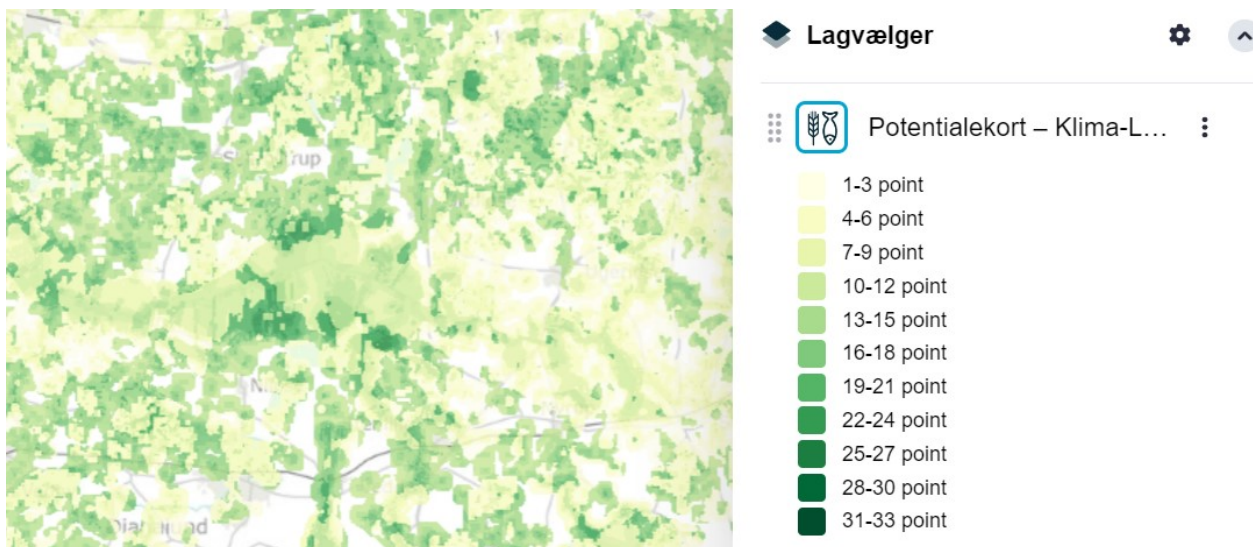 Lagvælger
Potentialekort – Klima-L...
1-3 point
4-6 point
7-9 point
10-12 point
13-15 point
16-18 point
19-21 point
22-24 point
25-27 point
28-30 point
31-33 point